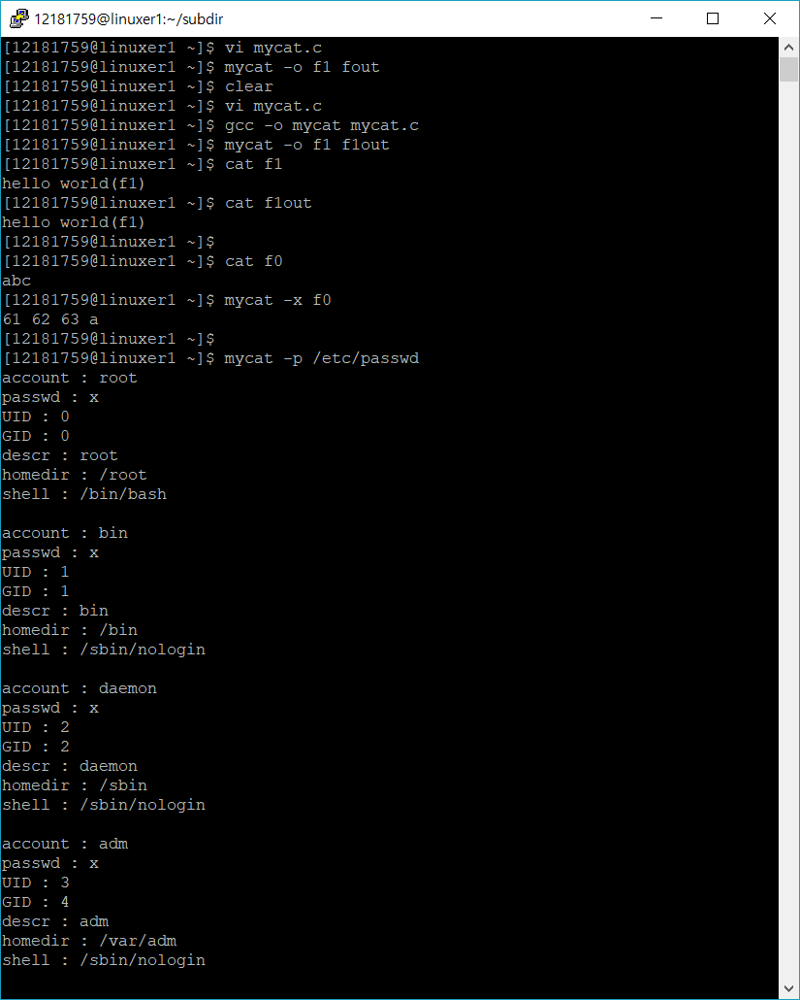 12181759@linuxer1:~/subdir
[12181759@linuxer1 ~]$ vi mycat.c
[12181759@linuxer1 ~]$ mycat -o f1 fout
[12181759@linuxer1 ~]$ clear
[12181759@linuxer1 ~]$ vi mycat.c
[12181759@linuxer1 ~]$ gcc -o mycat mycat.c
[12181759@linuxer1 ~]$ mycat -o f1 f1out
[12181759@linuxer1 ~]$ cat f1
hello world(f1)
[12181759@linuxer1 ~]$ cat f1out
hello world(f1)
[12181759@linuxer1 ~]$
[12181759@linuxer1 ~]$ cat f0
abc
[12181759@linuxer1 ~]$ mycat -x f0
61 62 63 a
[12181759@linuxer1 ~]$
[12181759@linuxer1 ~]$ mycat -p /etc/passwd
account : root
passwd : x
UID : 0
GID : 0
descr : root
homedir : /root
shell : /bin/bash

account : bin
passwd : x
UID : 1
GID : 1
descr : bin
homedir : /bin
shell : /sbin/nologin

account : daemon
passwd : x
UID : 2
GID : 2
descr : daemon
homedir : /sbin
shell : /sbin/nologin

account : adm
passwd : x
UID : 3
GID : 4
descr : adm
homedir : /var/adm
shell : /sbin/nologin